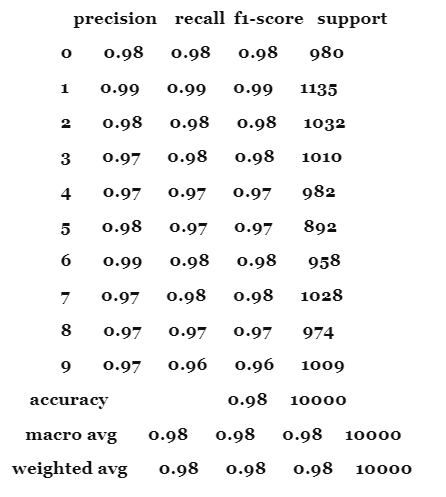 precision recall f1-score support
0 0.98 0.98 0.98 980
1 0.99 0.99 0.99 1135
2 0.98 0.98 0.98 1032
3 0.97 0.98 0.98 1010
4 0.97 0.97 0.97 982
5 0.98 0.97 0.97 892
6 0.99 0.98 0.98 958
7 0.97 0.98 0.98 1028
8 0.97 0.97 0.97 974
9 0.97 0.96 0.96 1009
accuracy 0.98 10000
macro avg 0.98 0.98 0.98 10000
weighted avg 0.98 0.98 0.98 10000